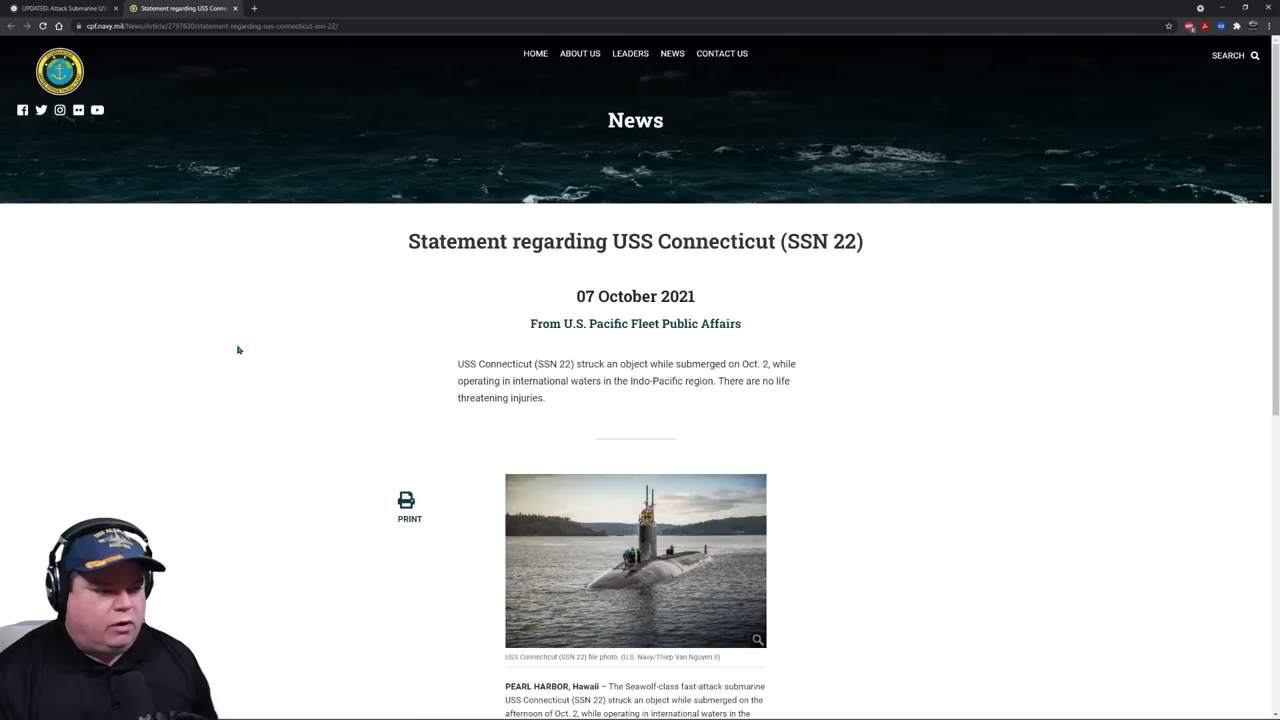 UPDATED: Attack Submarine US
Statement regarding USS Conne
cpf.navy.mil/News/Article/2797630/statement-regarding-uss-connecticut-ssn-22/
HOME ABOUT US LEADERS NEWS CONTACT US
SEARCH
News
Statement regarding USS Connecticut (SSN 22)
07 October 2021
From U.S. Pacific Fleet Public Affairs
USS Connecticut (SSN 22) struck an object while submerged on Oct. 2, while
operating in international waters in the Indo-Pacific region. There are no life
threatening injuries.
PRINT
USS Connecticut (SSN 22) file photo. (U.S. Navy/Thiep Van Nguyen II)
PEARL HARBOR, Hawaii – The Seawolf-class fast-attack submarine
USS Connecticut (SSN 22) struck an object while submerged on the
afternoon of Oct. 2, while operating in international waters in the